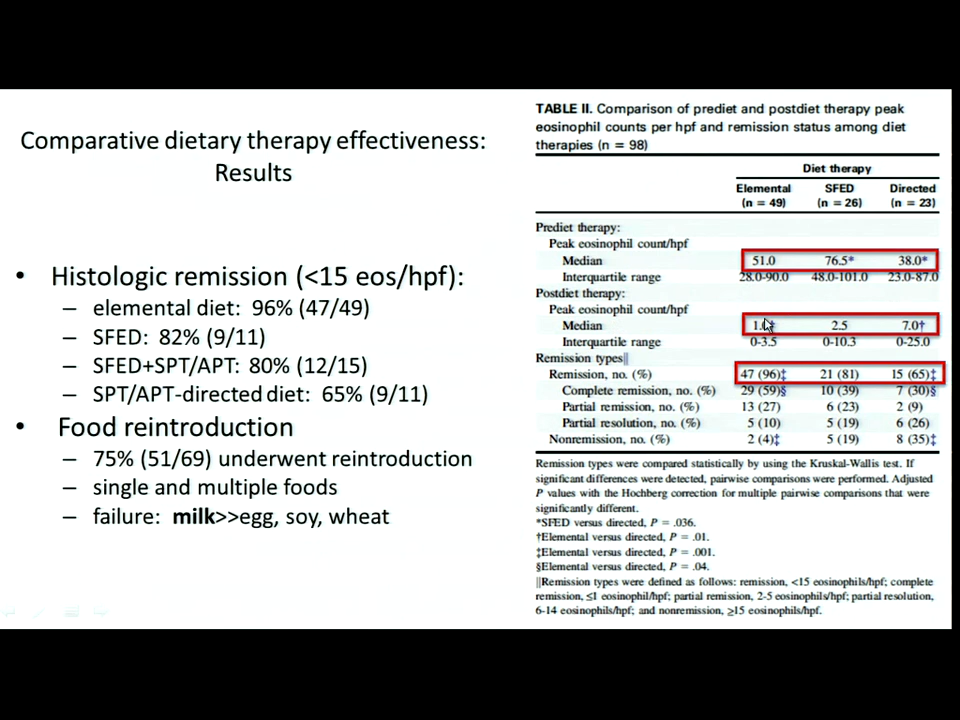 Comparative dietary therapy effectiveness:
Results
• Histologic remission (<15 eos/hpf):
– elemental diet: 96% (47/49)
– SFED: 82% (9/11)
– SFED+SPT/APT: 80% (12/15)
– SPT/APT-directed diet: 65% (9/11)
• Food reintroduction
– 75% (51/69) underwent reintroduction
– single and multiple foods
– failure: milk>>egg, soy, wheat
TABLE II. Comparison of prediet and postdiet therapy peak
eosinophil counts per hpf and remission status among diet
therapies (n = 98)
Diet therapy
Elemental SFED Directed
(n = 49) (n = 26) (n = 23)
Prediet therapy:
Peak eosinophil count/hpf
Median 51.0 76.5* 38.0*
Interquartile range 28.0-90.0 48.0-101.0 23.0-87.0
Postdiet therapy:
Peak eosinophil count/hpf
Median 2.5 7.0†
Interquartile range 0-3.5 0-10.3 0-25.0
Remission types||
Remission, no. (%) 47 (96)‡ 21 (81) 15 (65)‡
Complete remission, no. (%) 29 (59)§ 10 (39) 7 (30)§
Partial remission, no. (%) 13 (27) 6 (23) 2 (9)
Partial resolution, no. (%) 5 (10) 5 (19) 6 (26)
Nonremission, no. (%) 2 (4)‡ 5 (19) 8 (35)‡
Remission types were compared statistically by using the Kruskal-Wallis test. If
significant differences were detected, pairwise comparisons were performed. Adjusted
P values with the Hochberg correction for multiple pairwise comparisons that were
significantly different.
*SFED versus directed, P = .036.
†Elemental versus directed, P = .01.
‡Elemental versus directed, P = .001.
§Elemental versus directed, P = .04.
||Remission types were defined as follows: remission, <15 eosinophils/hpf; complete
remission, ≤1 eosinophil/hpf; partial remission, 2-5 eosinophils/hpf; partial resolution,
6-14 eosinophils/hpf; and nonremission, ≥15 eosinophils/hpf.